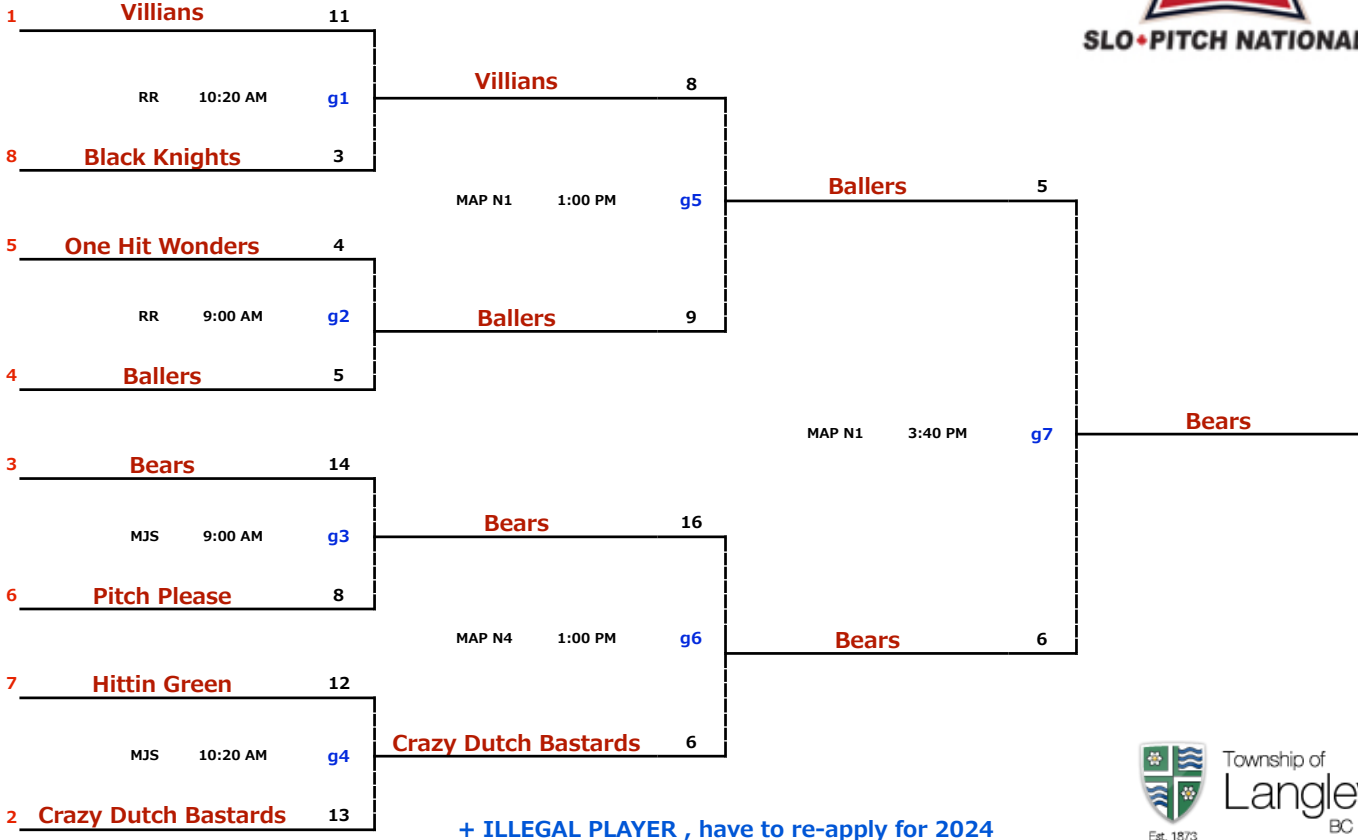 1 Villians 11
SLO PITCH NATIONAL
Villians 8
RR 10:20 AM g1
8 Black Knights 3
Ballers 5
MAP N1 1:00 PM g5
5 One Hit Wonders 4
RR 9:00 AM g2
Ballers 9
4 Ballers 5
Bears
MAP N1 3:40 PM g7
3 Bears 14
Bears 16
MJS 9:00 AM g3
6 Pitch Please 8
MAP N4 1:00 PM g6
Bears 6
7 Hittin Green 12
Crazy Dutch Bastards 6
MJS 10:20 AM g4
Township of
Langley
BC
Est. 1873
2 Crazy Dutch Bastards 13
+ ILLEGAL PLAYER , have to re-apply for 2024